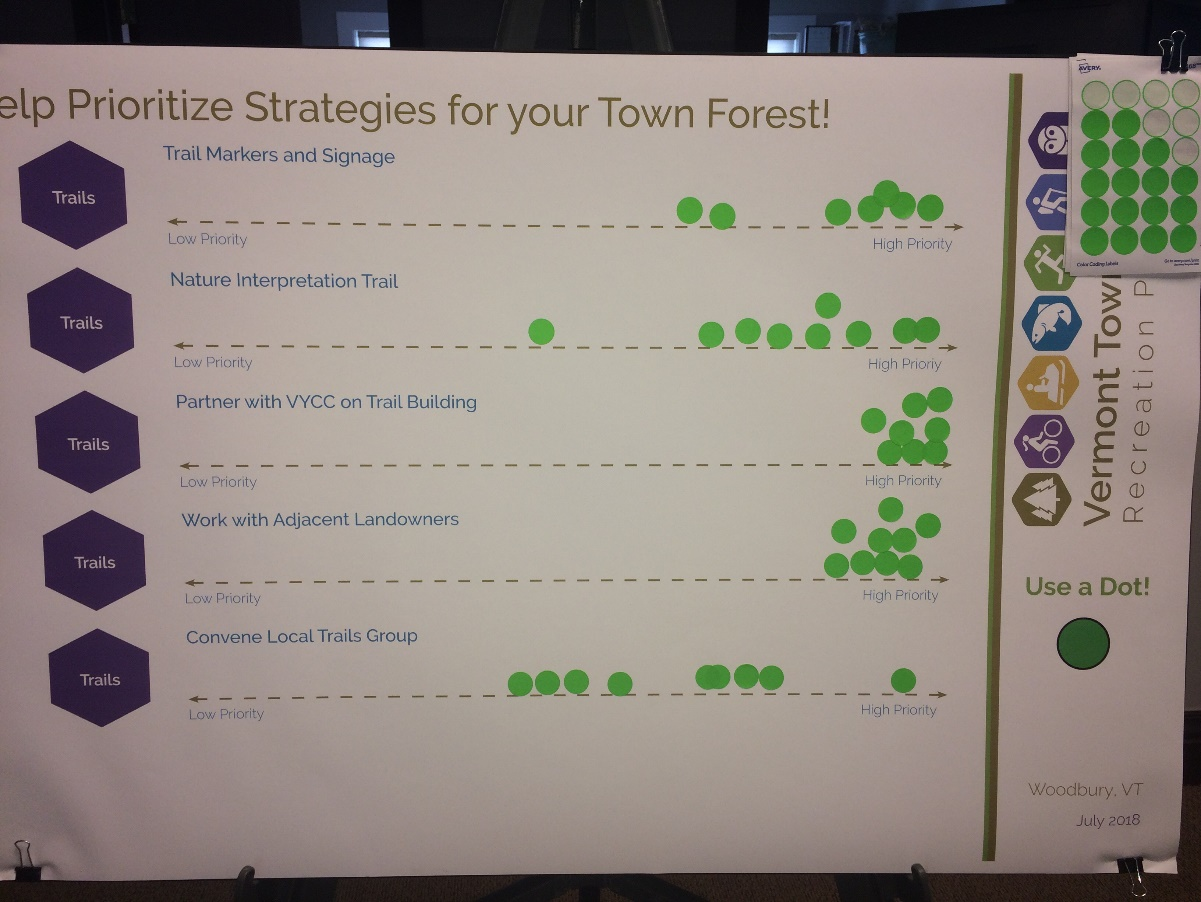 elp Prioritize Strategies for your Town Forest!
Trails
Trail Markers and Signage
Low Priority
High Priority
Trails
Nature Interpretation Trail
Low Priority
High Prioriy
Trails
Partner with VYCC on Trail Building
Low Priority
High Priority
Trails
Work with Adjacent Landowners
Low Priority
High Priority
Trails
Convene Local Trails Group
Low Priority
High Priority
AVERY
Color Coding Labels
Vermont Town
Recreation P
Use a Dot!
Woodbury, VT
July 2018